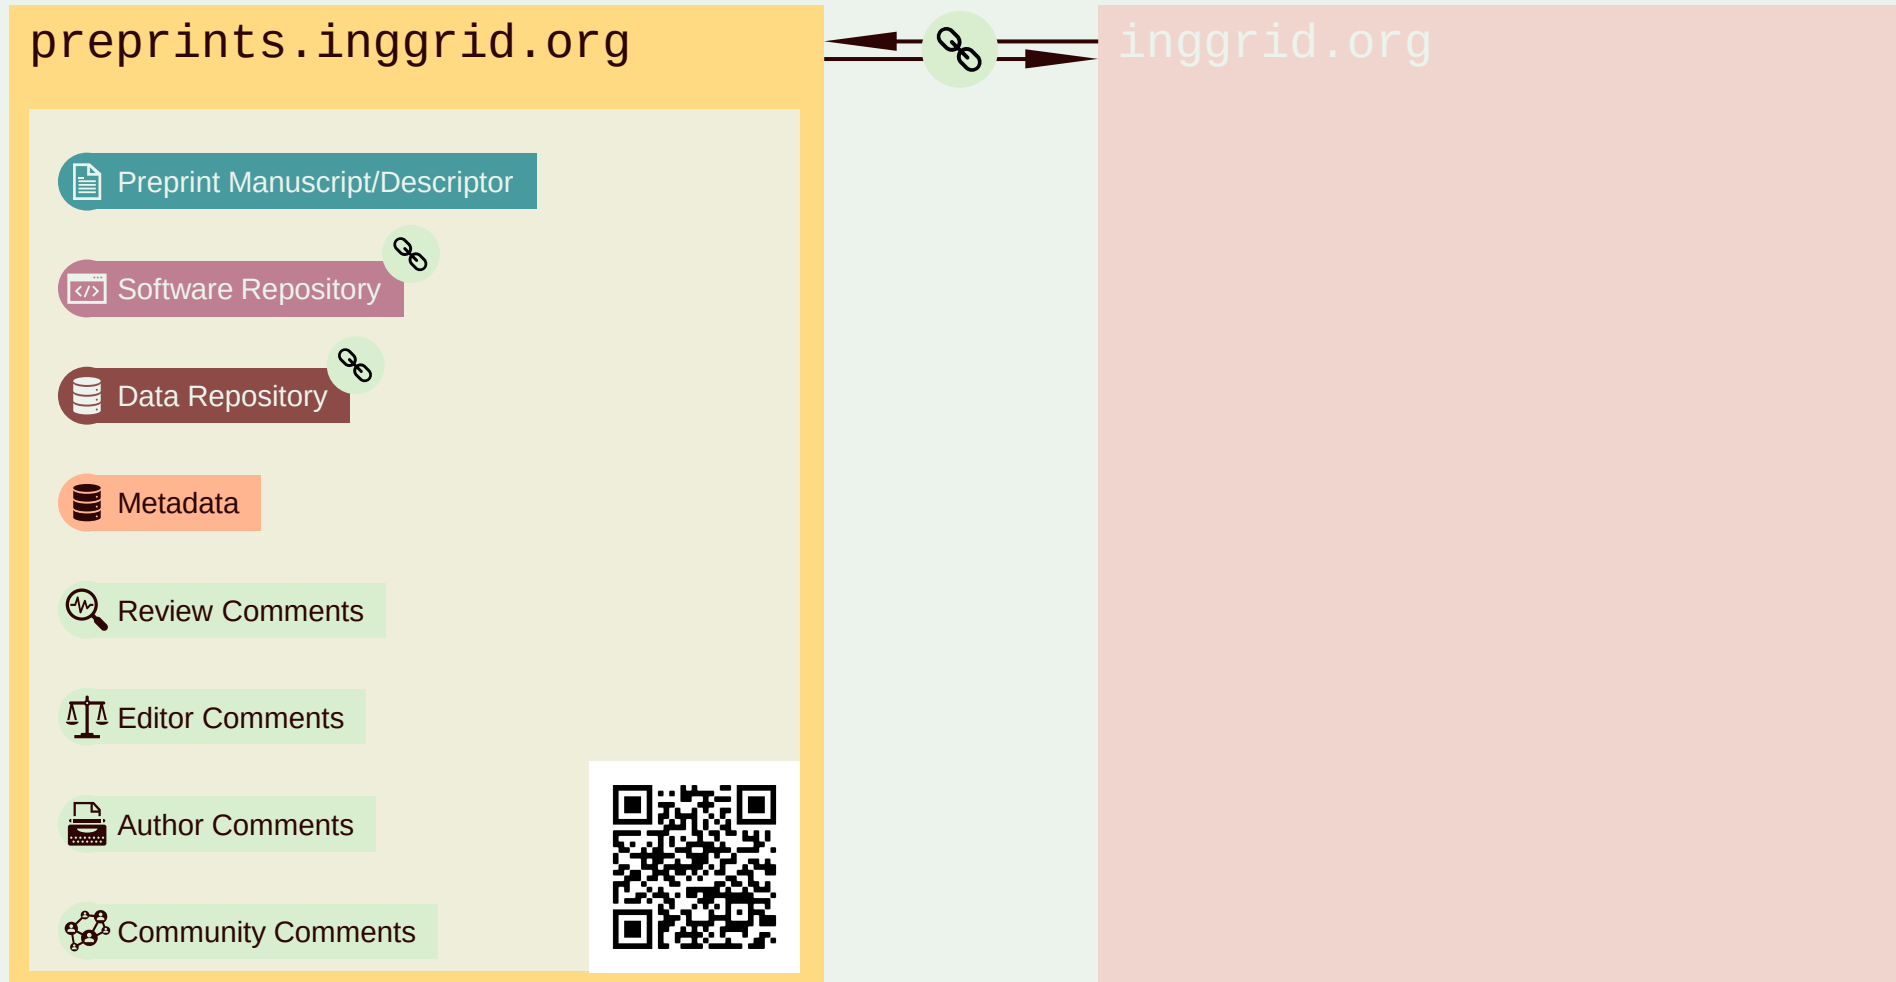 preprints.inggrid.org
inggrid.org
Preprint Manuscript/Descriptor
Software Repository
Data Repository
Metadata
Review Comments
Editor Comments
Author Comments
Community Comments